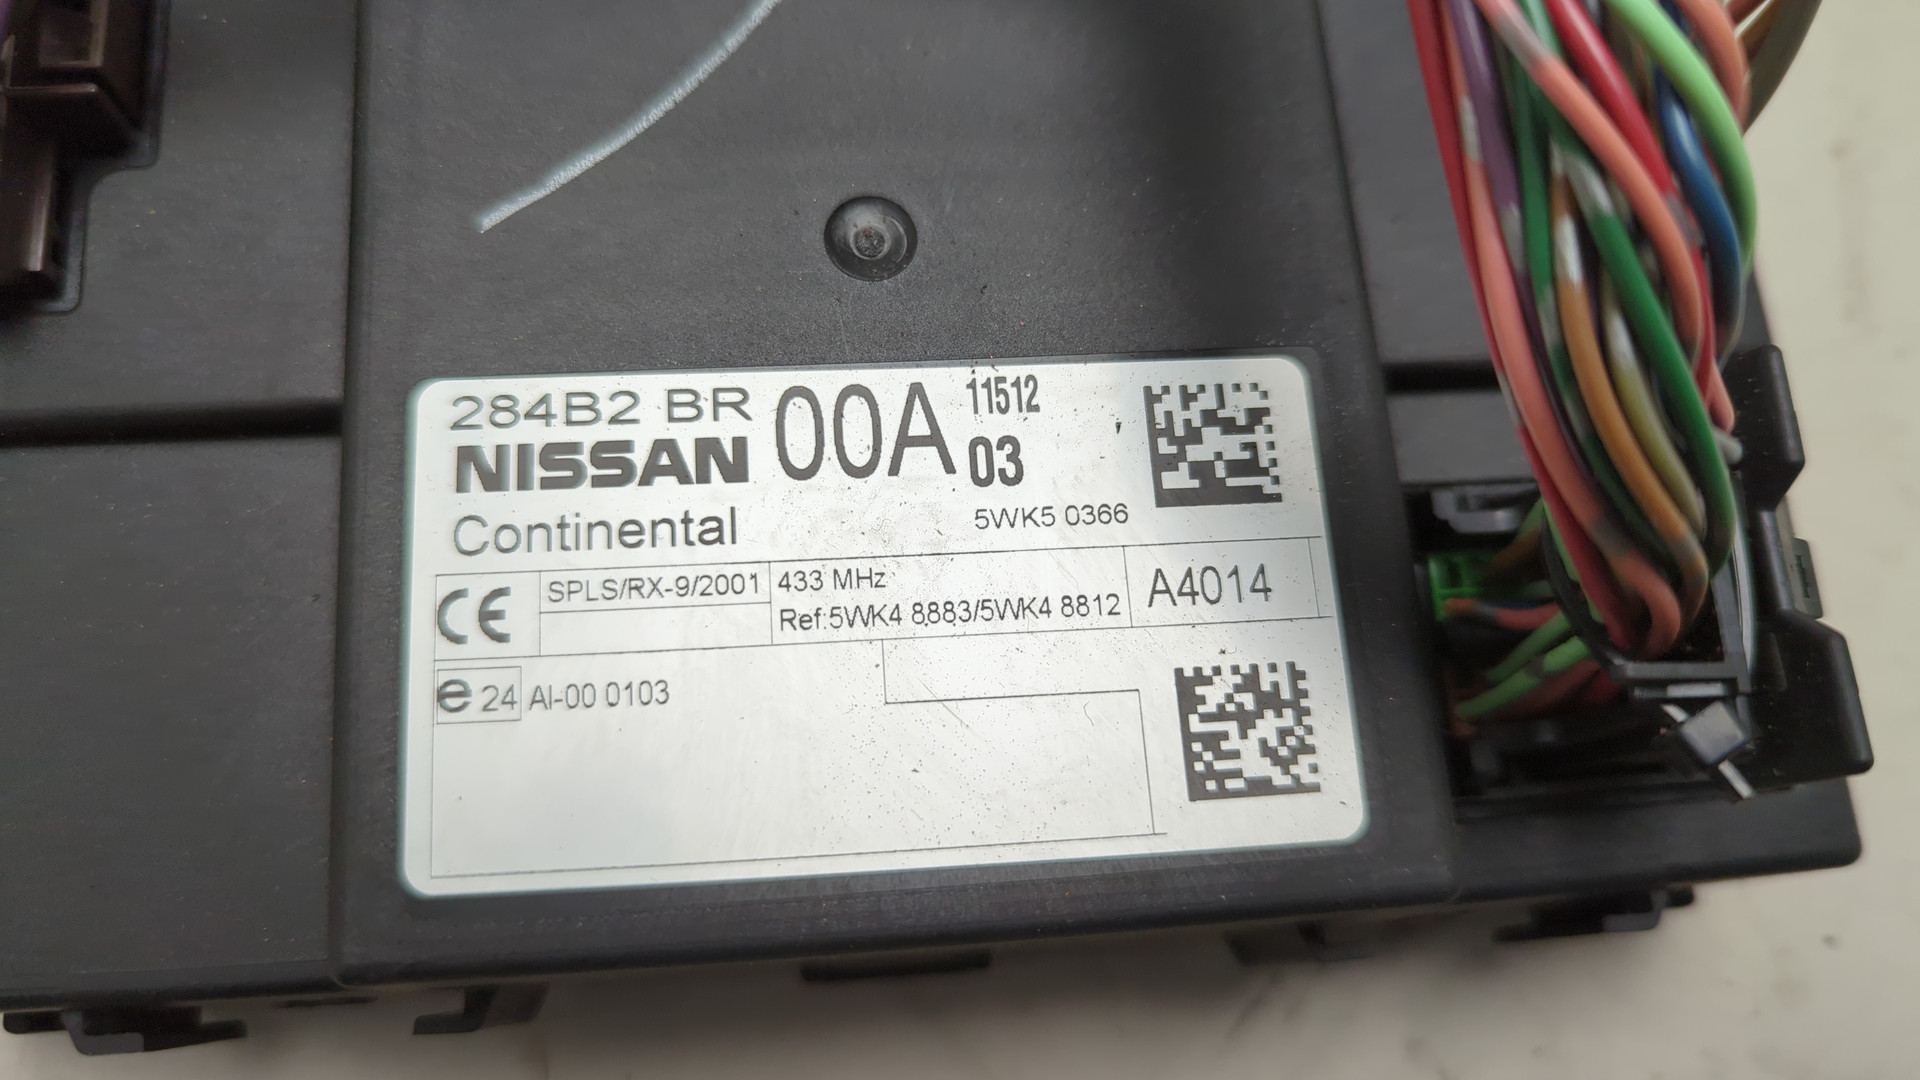 284B2 BR 00A 11512
NISSAN 03
Continental 5WK5 0366
CE SPLS/RX-9/2001 433 MHz A4014
Ref:5WK4 8883/5WK4 8812
e 24 AI-00 0103